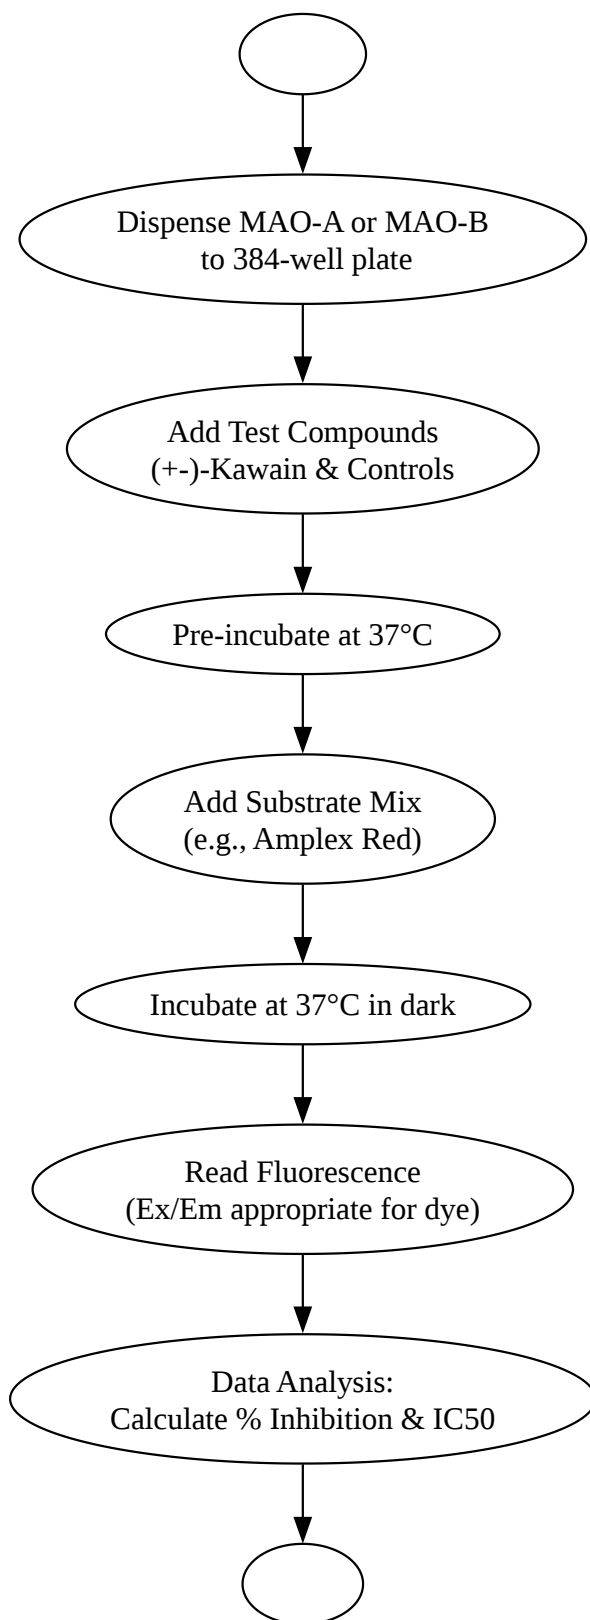 Dispense MAO-A or MAO-B
to 384-well plate
Add Test Compounds
(+-)-Kawain & Controls
Pre-incubate at 37°C
Add Substrate Mix
(e.g., Amplex Red)
Incubate at 37°C in dark
Read Fluorescence
(Ex/Em appropriate for dye)
Data Analysis:
Calculate % Inhibition & IC50